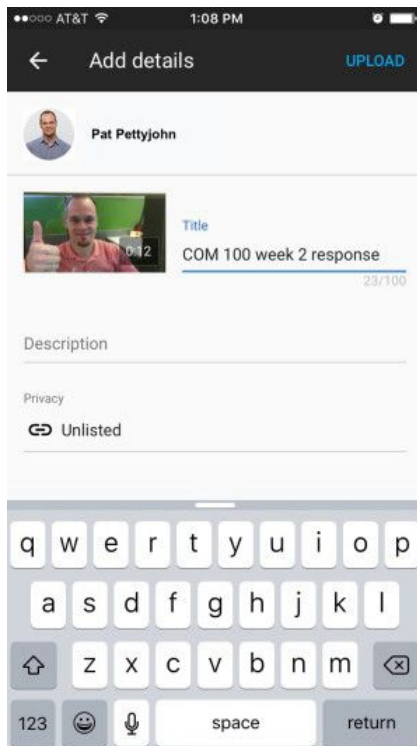 AT&T 1:08 PM
Add details UPLOAD
Pat Pettyjohn
0:12
Title
COM 100 week 2 response
23/100
Description
Privacy
Unlisted
q w e r t y u i o p
a s d f g h j k l
z x c v b n m
123 space return